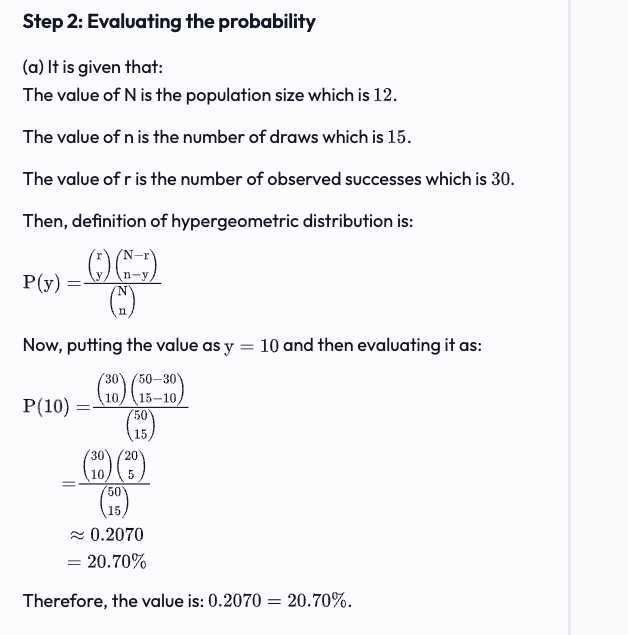 Step 2: Evaluating the probability
(a) It is given that:
The value of N is the population size which is 12.
The value of n is the number of draws which is 15.
The value of r is the number of observed successes which is 30.
Then, definition of hypergeometric distribution is:
P(y) = \frac{\binom{r}{y}\binom{N-r}{n-y}}{\binom{N}{n}}
Now, putting the value as y = 10 and then evaluating it as:
P(10) = \frac{\binom{30}{10}\binom{50-30}{15-10}}{\binom{50}{15}}
= \frac{\binom{30}{10}\binom{20}{5}}{\binom{50}{15}}
≈ 0.2070
= 20.70%
Therefore, the value is: 0.2070 = 20.70%.